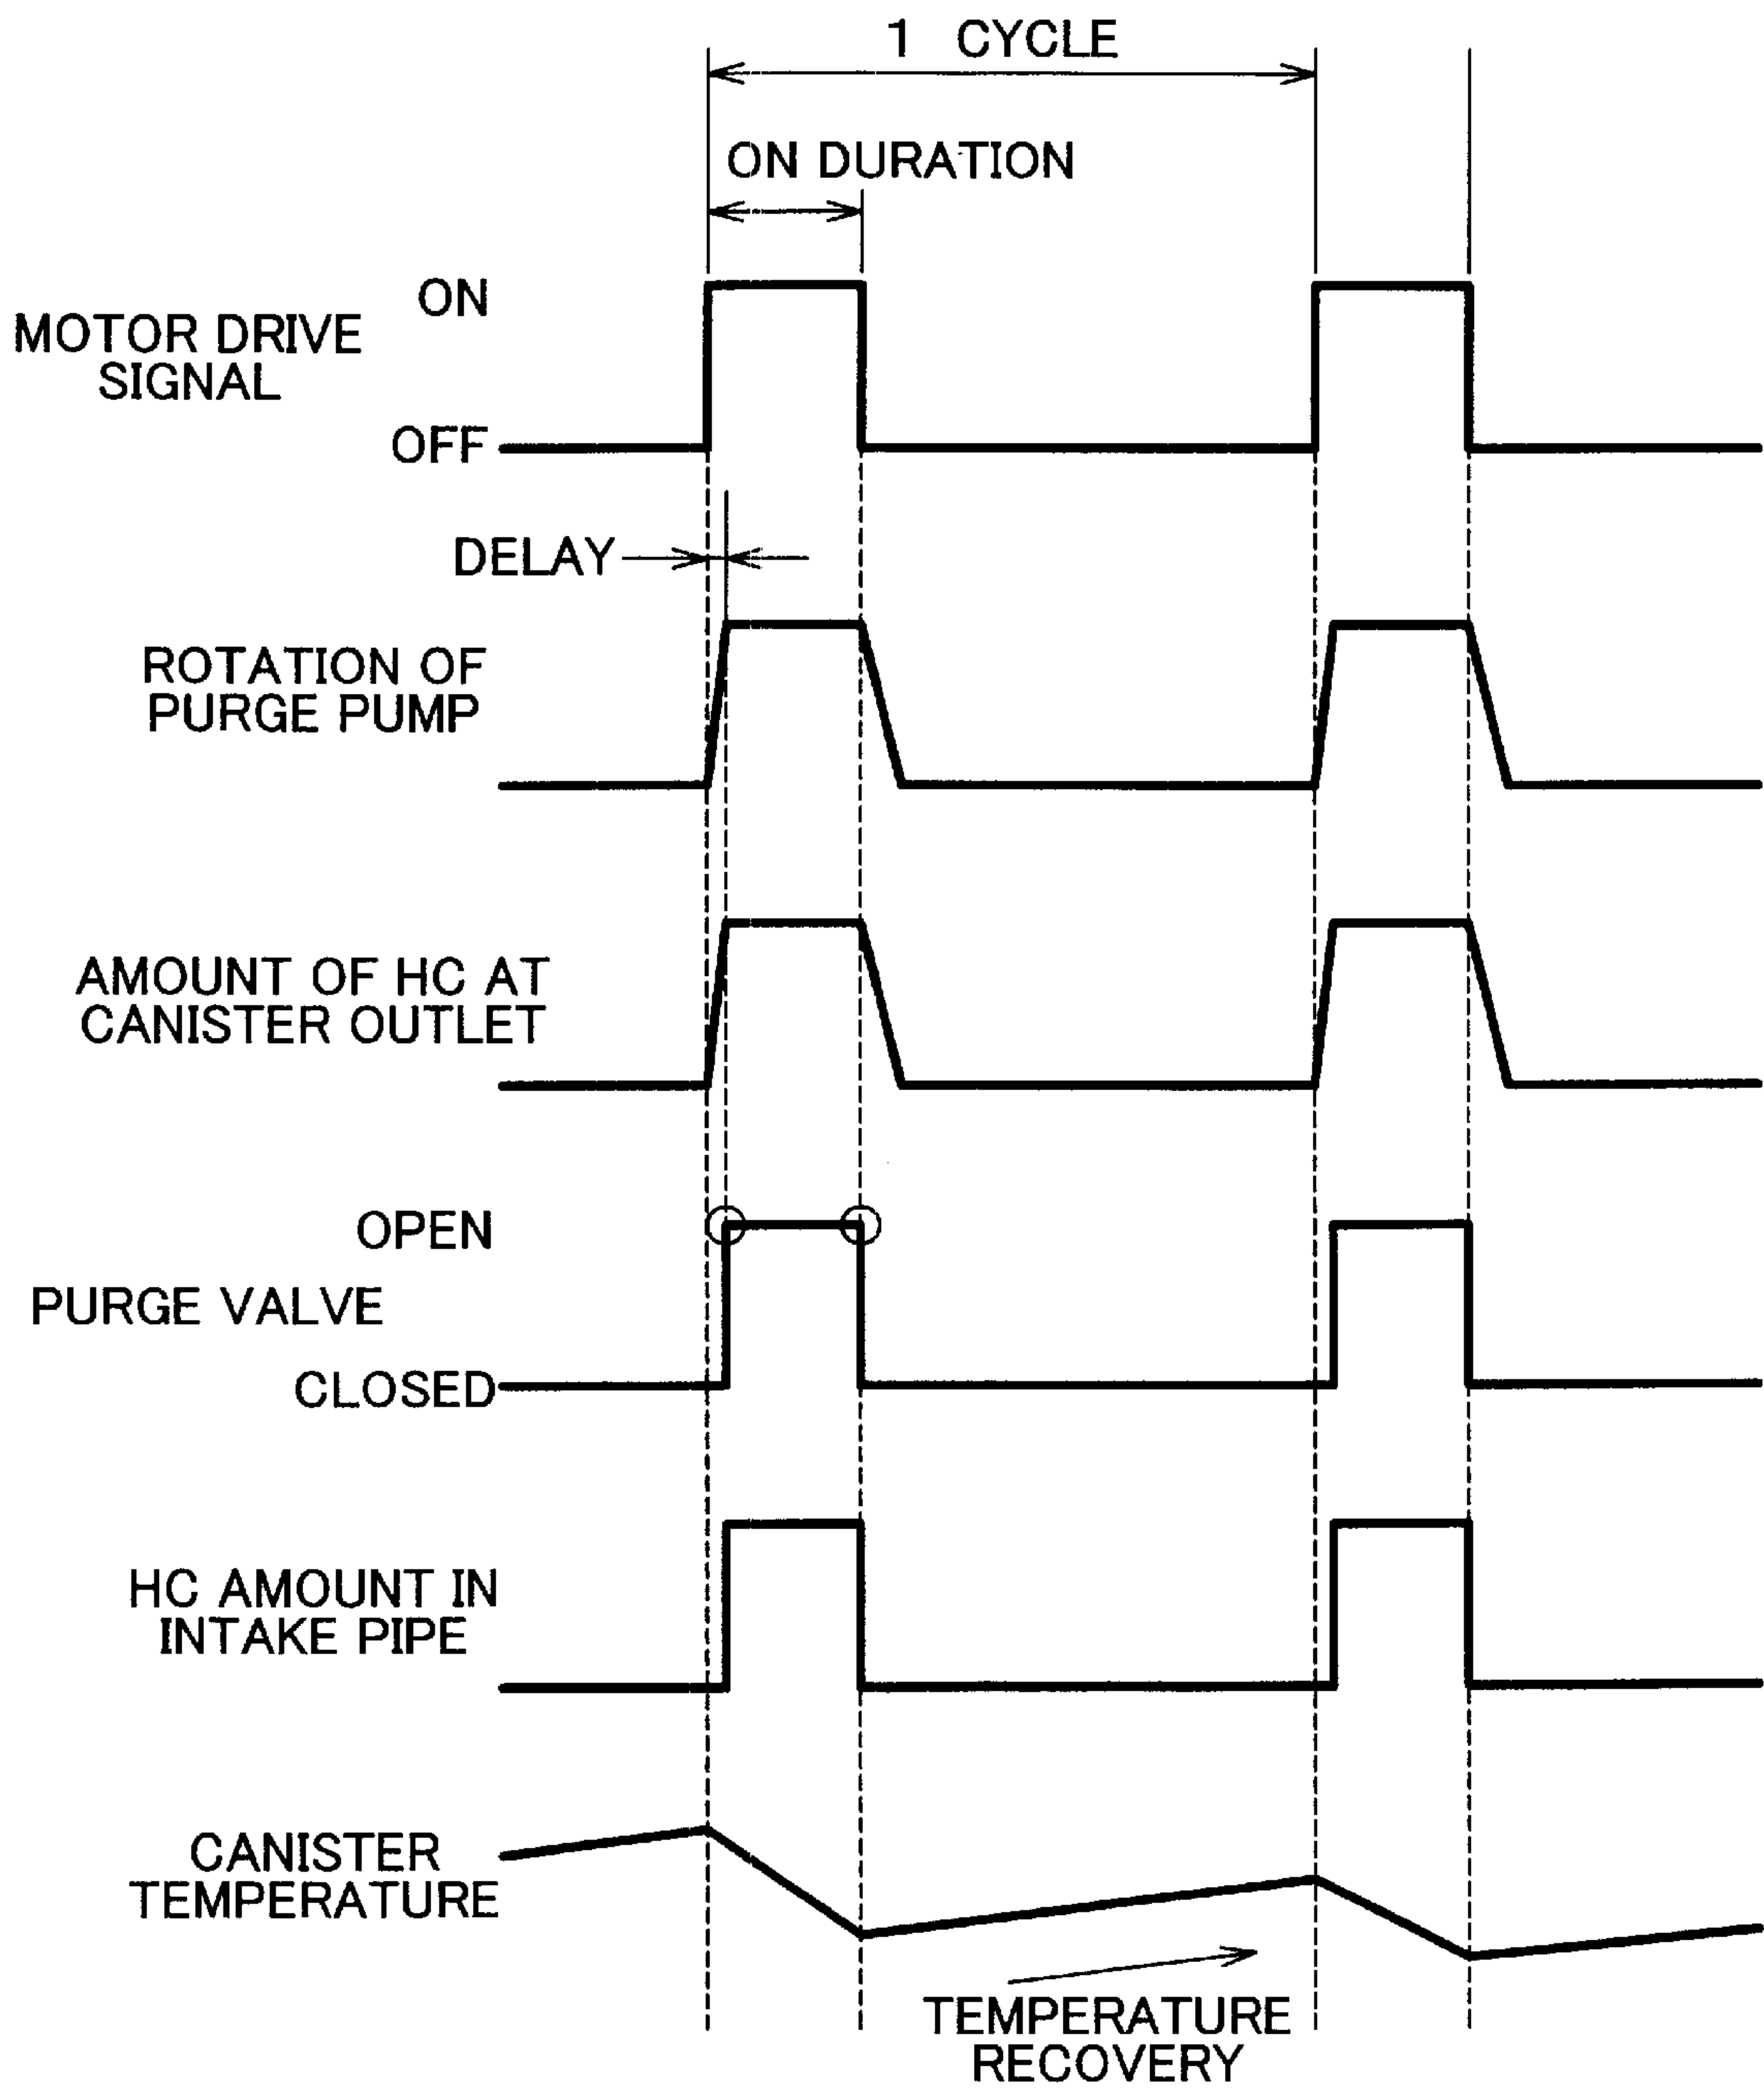 1 CYCLE
ON DURATION
ON
MOTOR DRIVE
SIGNAL
OFF
DELAY
ROTATION OF
PURGE PUMP
AMOUNT OF HC AT
CANISTER OUTLET
OPEN
PURGE VALVE
CLOSED
HC AMOUNT IN
INTAKE PIPE
CANISTER
TEMPERATURE
TEMPERATURE
RECOVERY